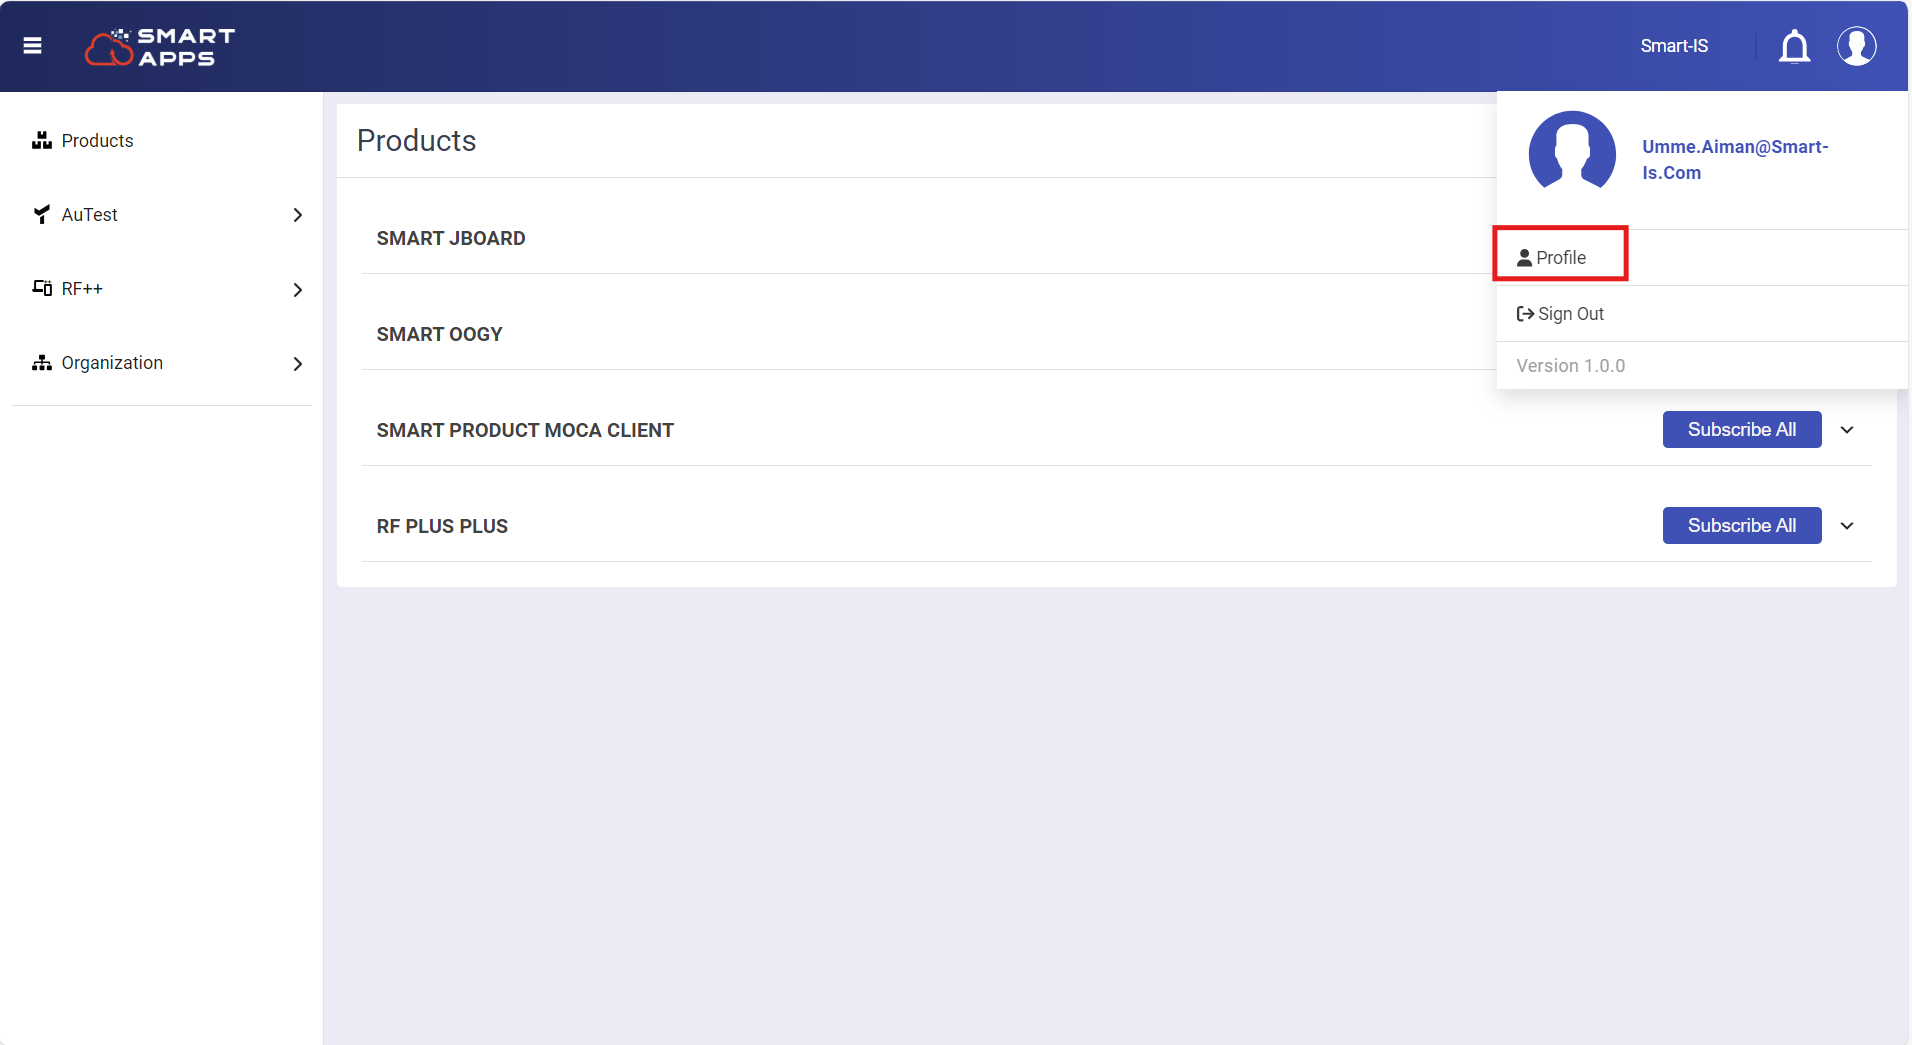 SMART
APPS
Smart-IS
Products
AuTest
RF++
Organization
Products
SMART JBOARD
SMART OOGY
SMART PRODUCT MOCA CLIENT
Subscribe All
RF PLUS PLUS
Subscribe All
Umme.Aiman@Smart-
Is.Com
Profile
Sign Out
Version 1.0.0